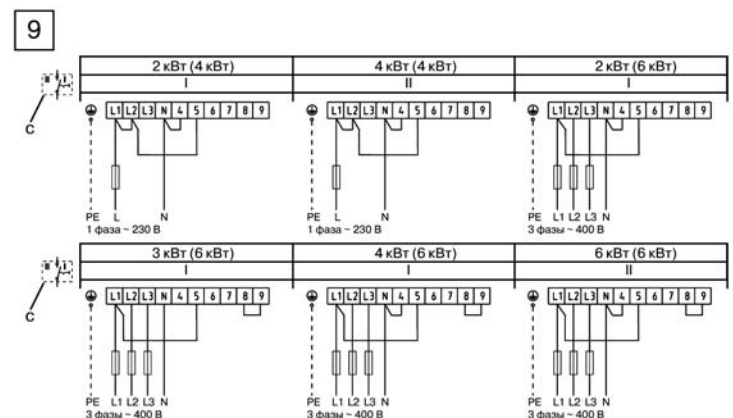 9
2 кВт (4 кВт) 4 кВт (4 кВт) 2 кВт (6 кВт)
I II I
II I
C
L1 L2 L3 N 4 5 6 7 8 9 L1 L2 L3 N 4 5 6 7 8 9 L1 L2 L3 N 4 5 6 7 8 9
PE L N PE L N PE L1 L2 L3 N
1 фаза ~ 230 В 1 фаза ~ 230 В 3 фазы ~ 400 В
3 кВт (6 кВт) 4 кВт (6 кВт) 6 кВт (6 кВт)
I I II
II I
C
L1 L2 L3 N 4 5 6 7 8 9 L1 L2 L3 N 4 5 6 7 8 9 L1 L2 L3 N 4 5 6 7 8 9
PE L1 L2 L3 N PE L1 L2 L3 N PE L1 L2 L3 N
3 фазы ~ 400 В 3 фазы ~ 400 В 3 фазы ~ 400 В